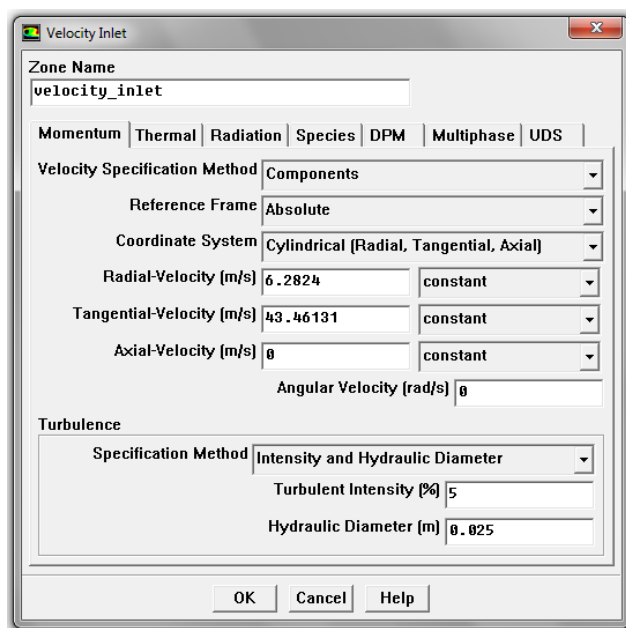 Velocity Inlet
Zone Name
velocity_inlet
Momentum Thermal Radiation Species DPM Multiphase UDS
Velocity Specification Method Components
Reference Frame Absolute
Coordinate System Cylindrical (Radial, Tangential, Axial)
Radial-Velocity (m/s) 6.2824 constant
Tangential-Velocity (m/s) 43.46131 constant
Axial-Velocity (m/s) 0 constant
Angular Velocity (rad/s) 0
Turbulence
Specification Method Intensity and Hydraulic Diameter
Turbulent Intensity (%) 5
Hydraulic Diameter (m) 0.025
OK Cancel Help